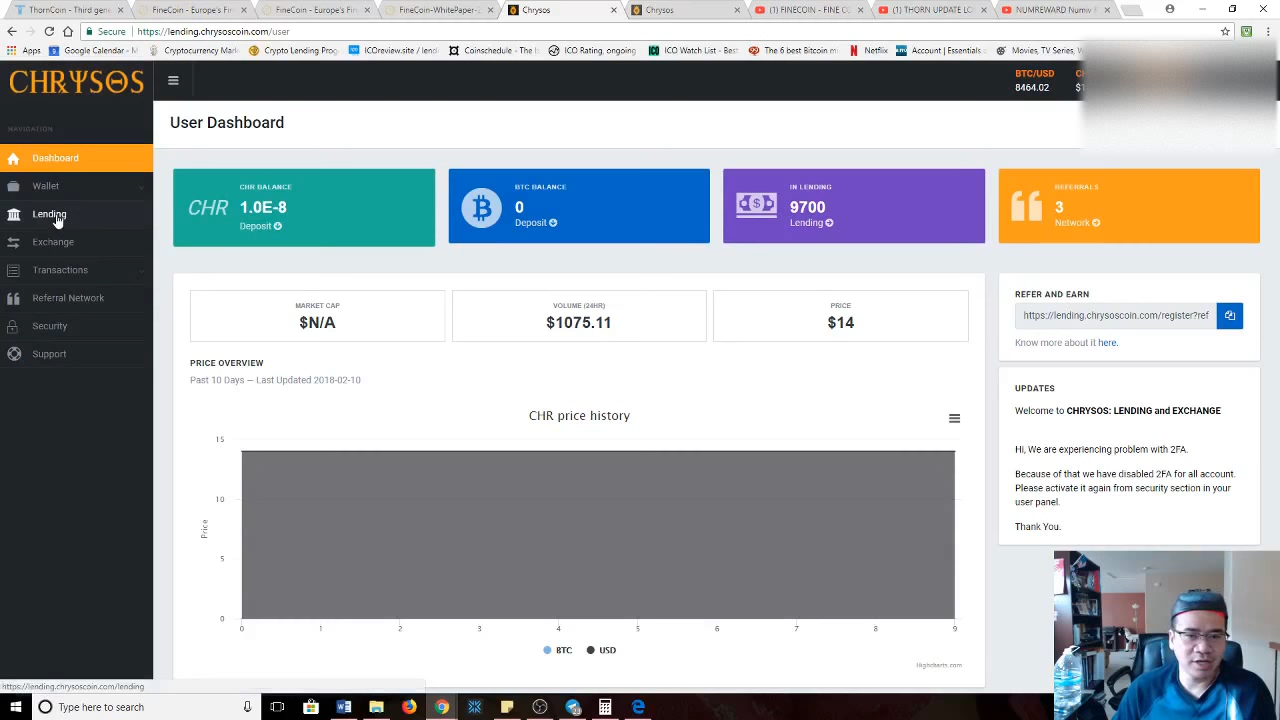 ThornCoin - Third gene
FineCoin - Europe's Fi
FineCoin - Europe's Fi
FineCoin-WhitePaper-2
Chrysos
Chrysos
(1) FINECOIN - FINE CO
(1) THORN UPDATE LO
NUMREWARD Numiv R
Secure
https://lending.chrysoscoin.com/user
Apps
Google Calendar - M
Cryptocurrency Mark
Crypto Lending Prog
ICOreview.site / lend
Coinschedule - The l
ICO Rating, ongoing
ICO Watch List
The 6 Best Bitcoin m
Netflix
Account | Essentials
Movies, TV Series, W
CHRYSOS
BTC/USD
8464.02
NAVIGATION
User Dashboard
Dashboard
Wallet
Lending
Exchange
Transactions
Referral Network
Security
Support
CHR BALANCE
CHR 1.0E-8
Deposit
BTC BALANCE
0
Deposit
IN LENDING
9700
Lending
REFERRALS
3
Network
MARKET CAP
$N/A
VOLUME (24HR)
$1075.11
PRICE
$14
PRICE OVERVIEW
Past 10 Days — Last Updated 2018-02-10
CHR price history
15
10
5
0
Price
0 1 2 3 4 5 6 7 8 9
BTC USD
Highcharts.com
REFER AND EARN
https://lending.chrysoscoin.com/register?ref
Know more about it here.
UPDATES
Welcome to CHRYSOS: LENDING and EXCHANGE
Hi, We are experiencing problem with 2FA.
Because of that we have disabled 2FA for all account.
Please activate it again from security section in your
user panel.
Thank You.
https://lending.chrysoscoin.com/lending
Type here to search